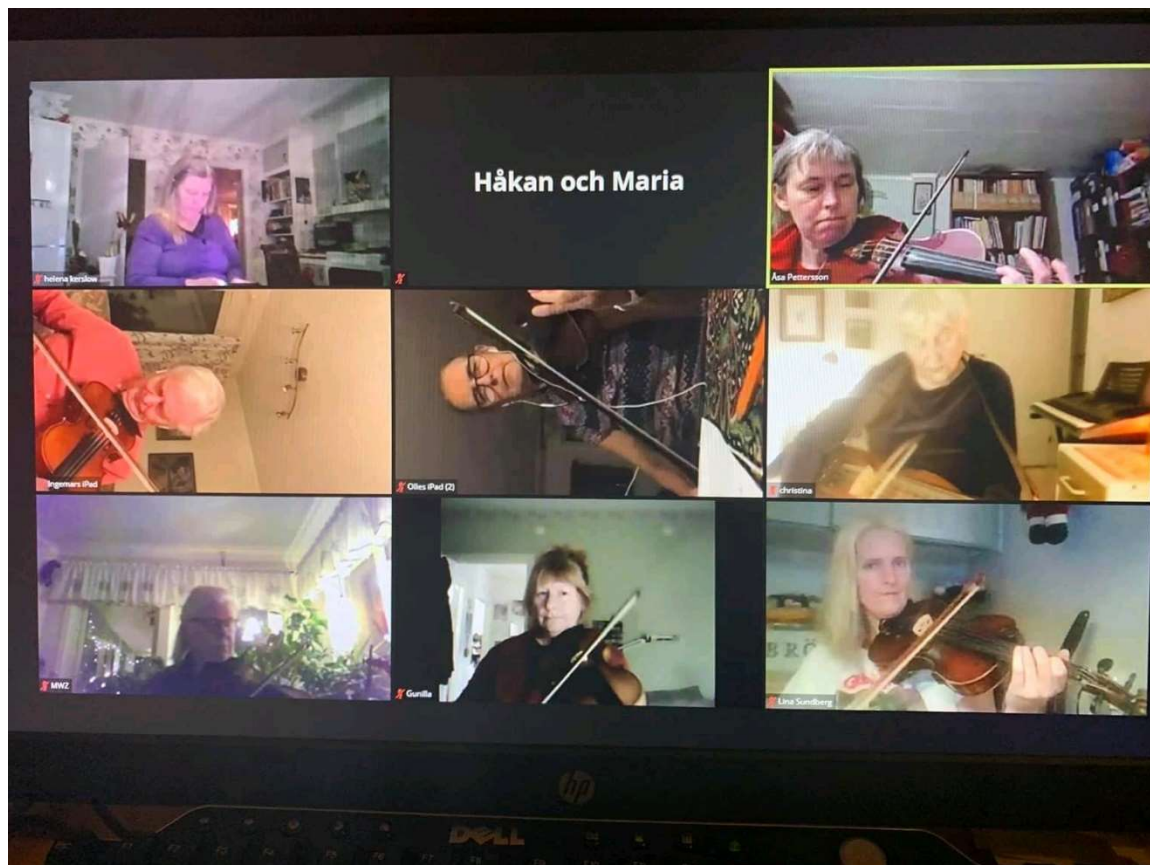 Håkan och Maria
helena kerslow
Åsa Pettersson
Ingemars iPad
Olles iPad (2)
christina
MWZ
Gunilla
Lina Sundberg
BRÖ
hp
DELL